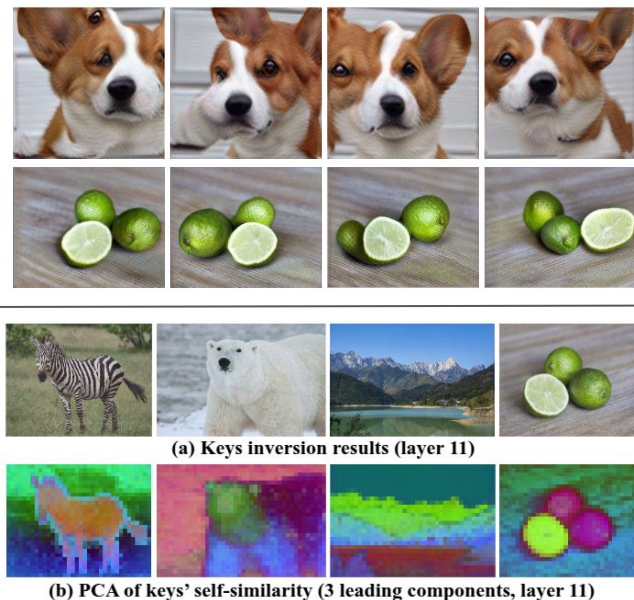 (a) Keys inversion results (layer 11)
(b) PCA of keys' self-similarity (3 leading components, layer 11)